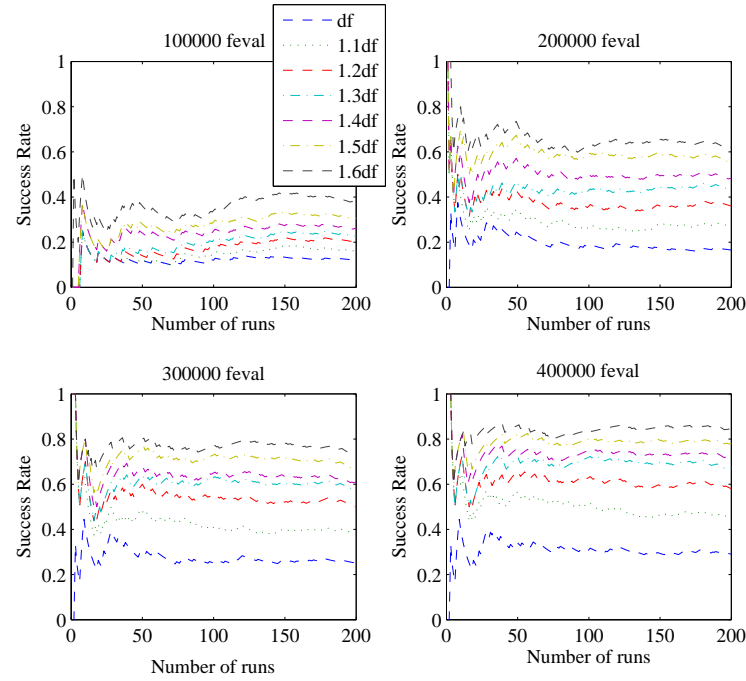 df
1.1df
1.2df
1.3df
1.4df
1.5df
1.6df
100000 feval
1
0.8
0.6
0.4
0.2
0
Success Rate
0 50 100 150 200
Number of runs
200000 feval
1
0.8
0.6
0.4
0.2
0
Success Rate
0 50 100 150 200
Number of runs
300000 feval
1
0.8
0.6
0.4
0.2
0
Success Rate
0 50 100 150 200
Number of runs
400000 feval
1
0.8
0.6
0.4
0.2
0
Success Rate
0 50 100 150 200
Number of runs